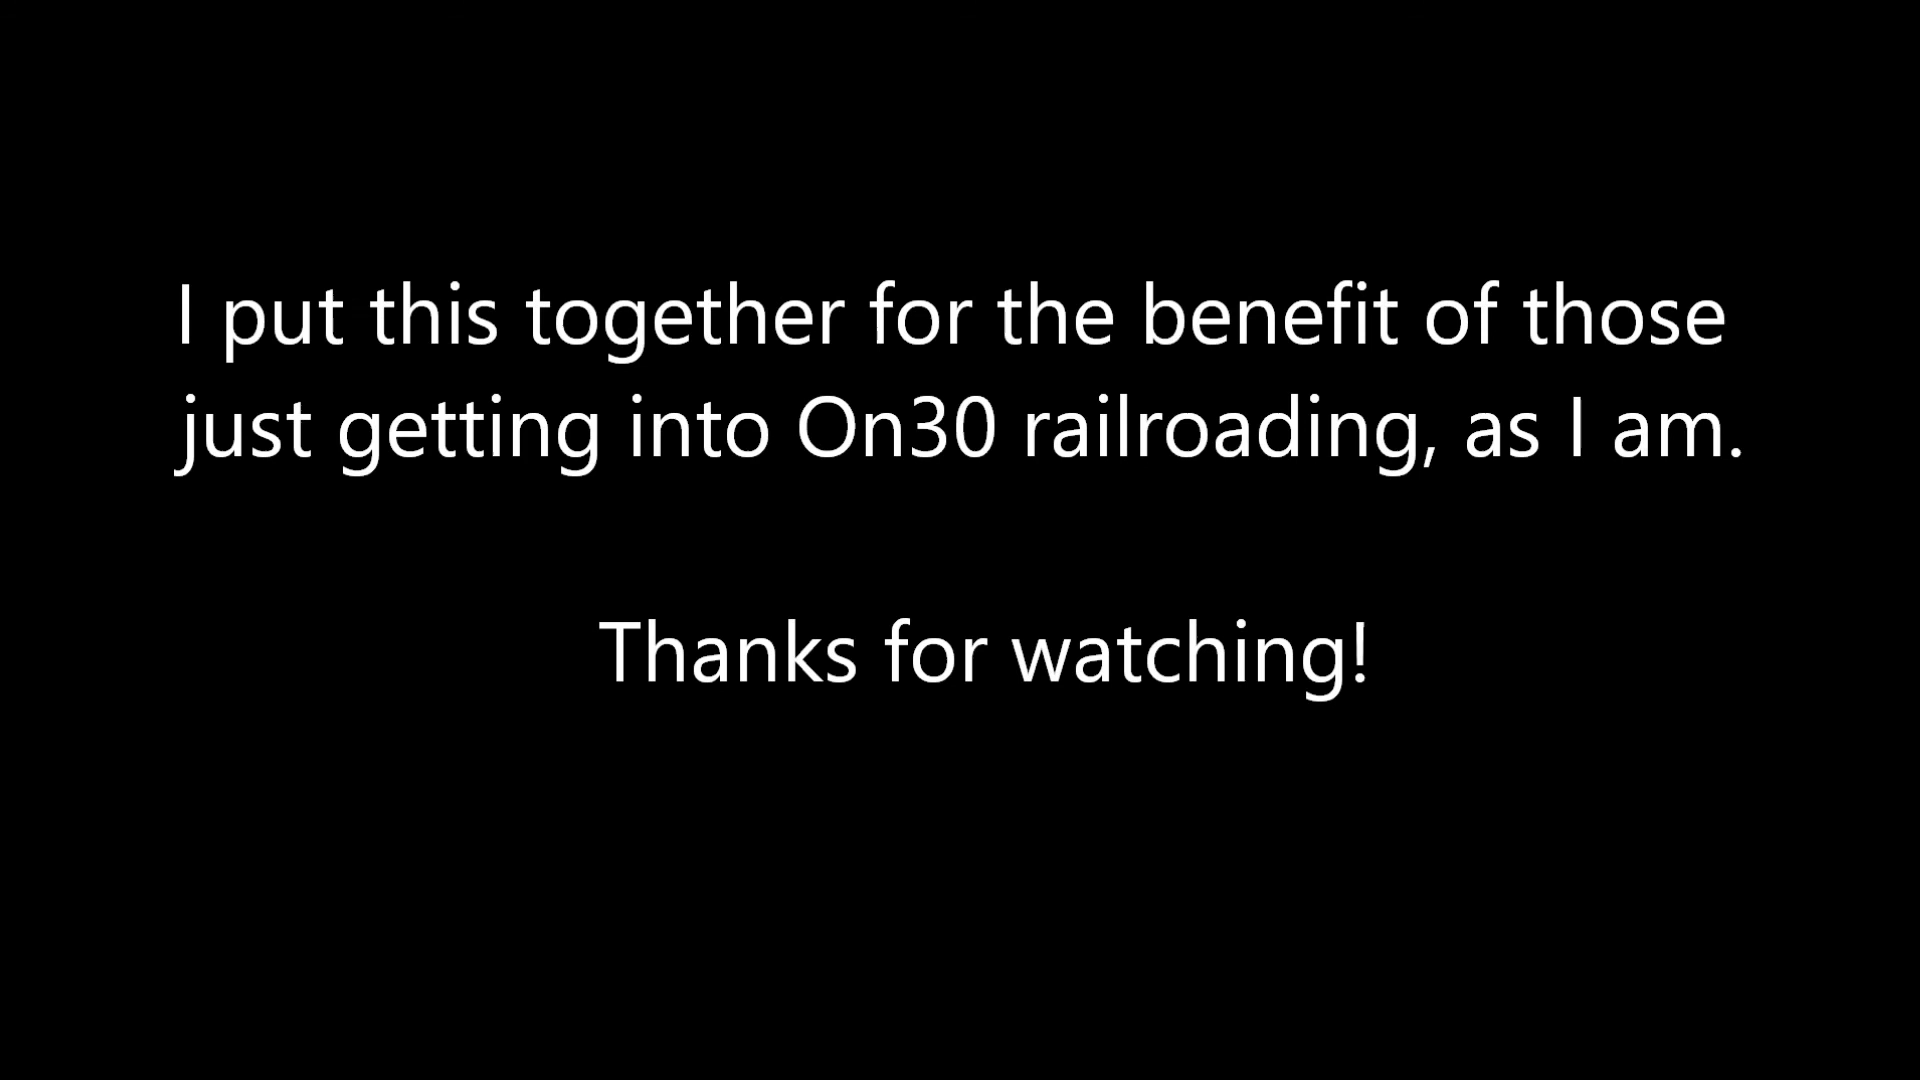 I put this together for the benefit of those
just getting into On30 railroading, as I am.
Thanks for watching!